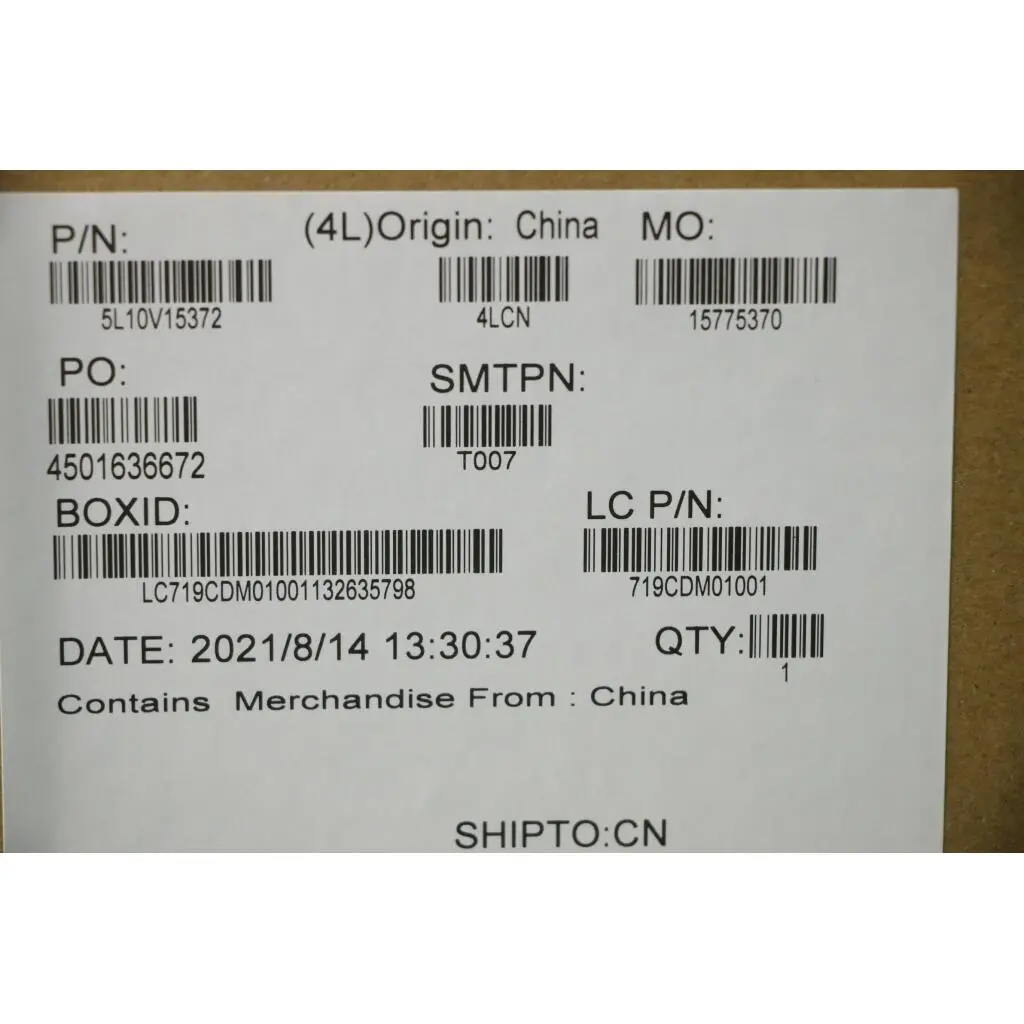 P/N: (4L)Origin: China MO:
5L10V15372 4LCN 15775370
PO: SMTPN:
4501636672 T007
BOXID: LC P/N:
LC719CDM01001132635798 719CDM01001
DATE: 2021/8/14 13:30:37 QTY:
1
Contains Merchandise From : China
SHIPTO:CN